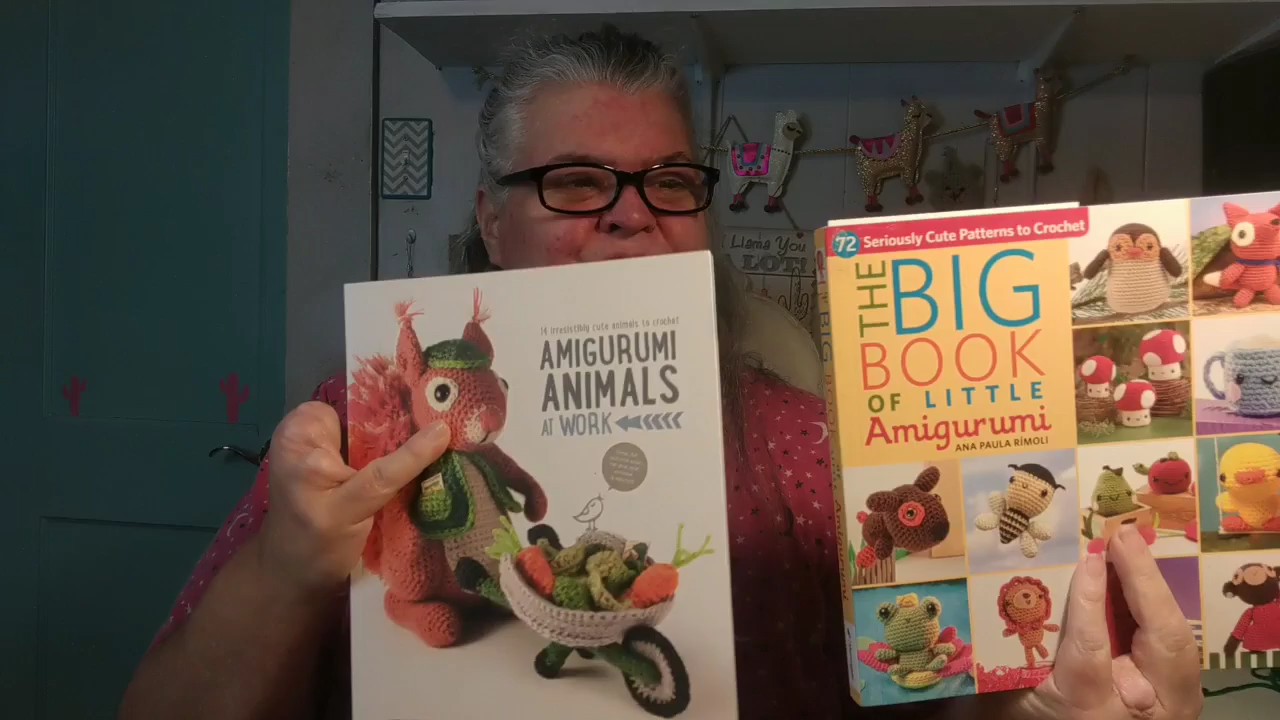 14 irresistibly cute animals to crochet
AMIGURUMI
ANIMALS
AT WORK
72 Seriously Cute Patterns to Crochet
THE BIG
BOOK
OF LITTLE
Amigurumi
ANA PAULA RÍMOLI
Llama You
LOT!